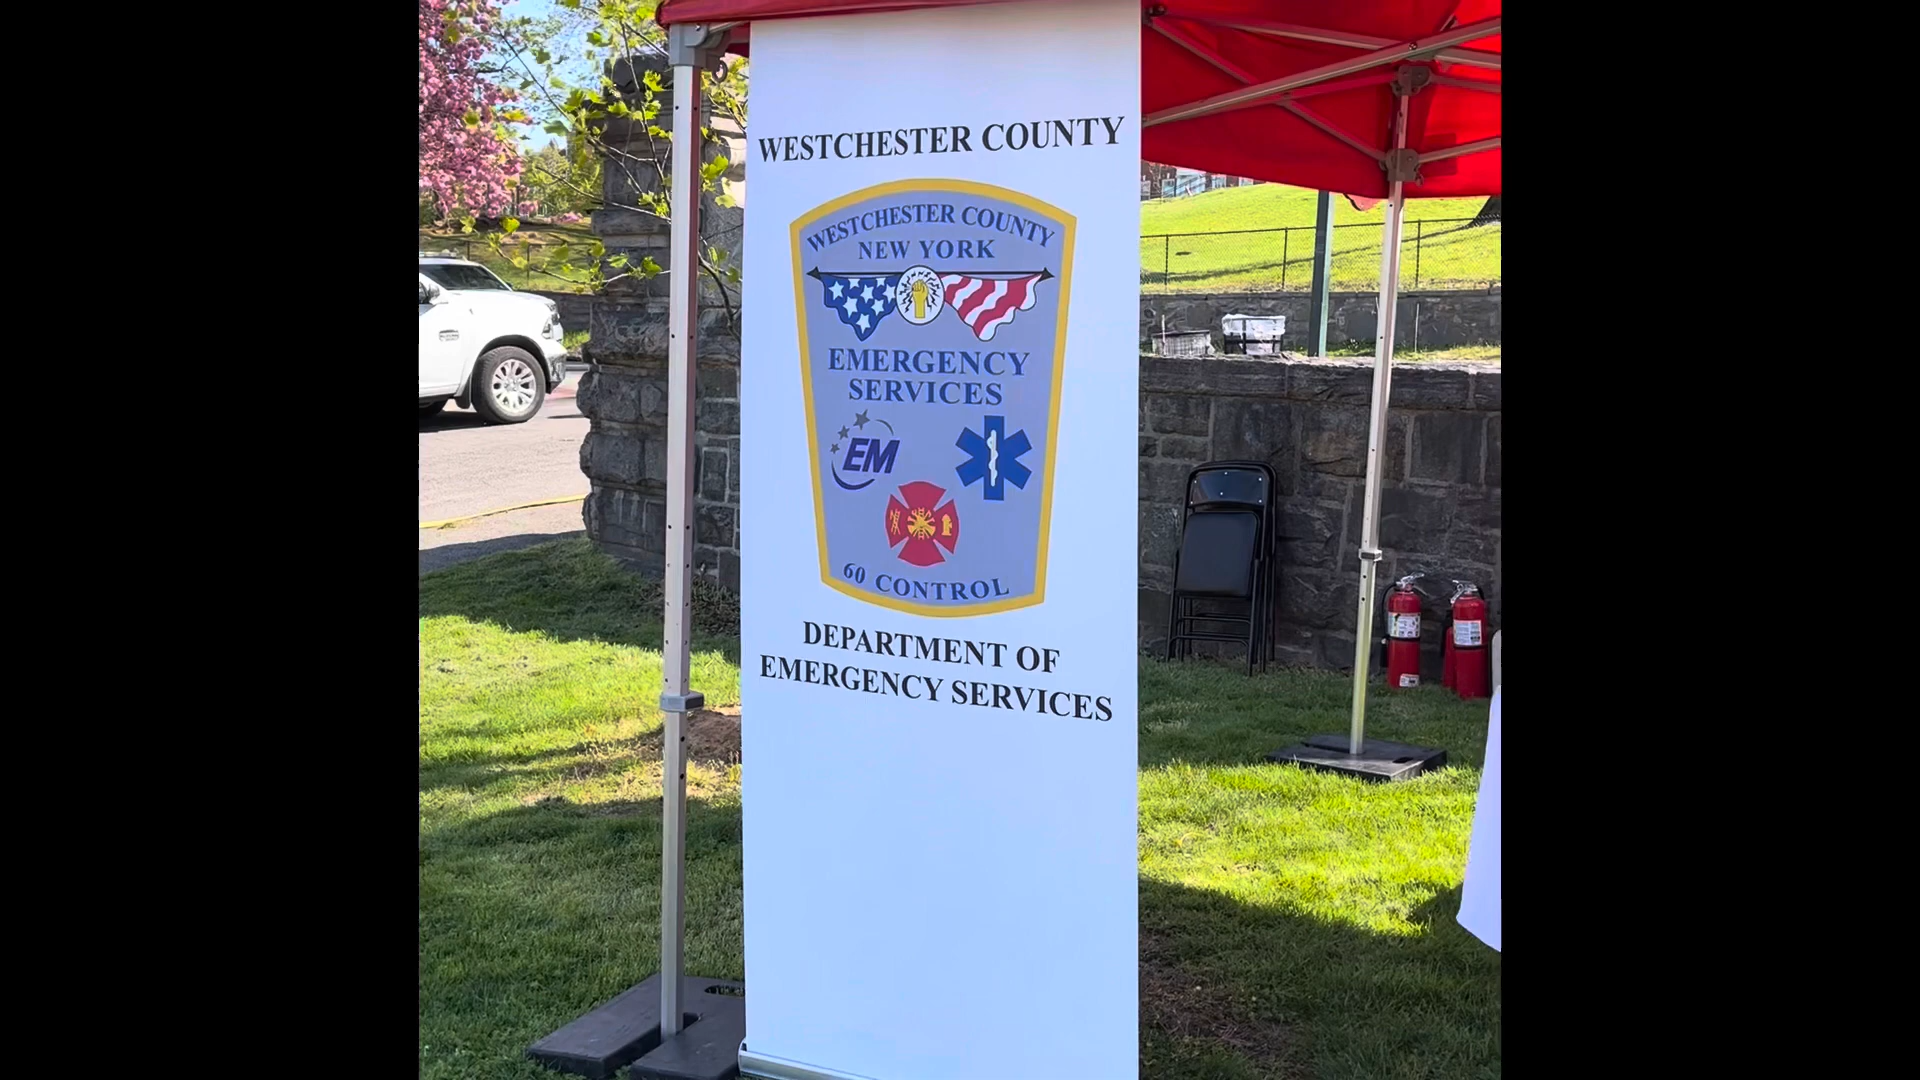 WESTCHESTER COUNTY
WESTCHESTER COUNTY
NEW YORK
EMERGENCY
SERVICES
EM
60 CONTROL
DEPARTMENT OF
EMERGENCY SERVICES